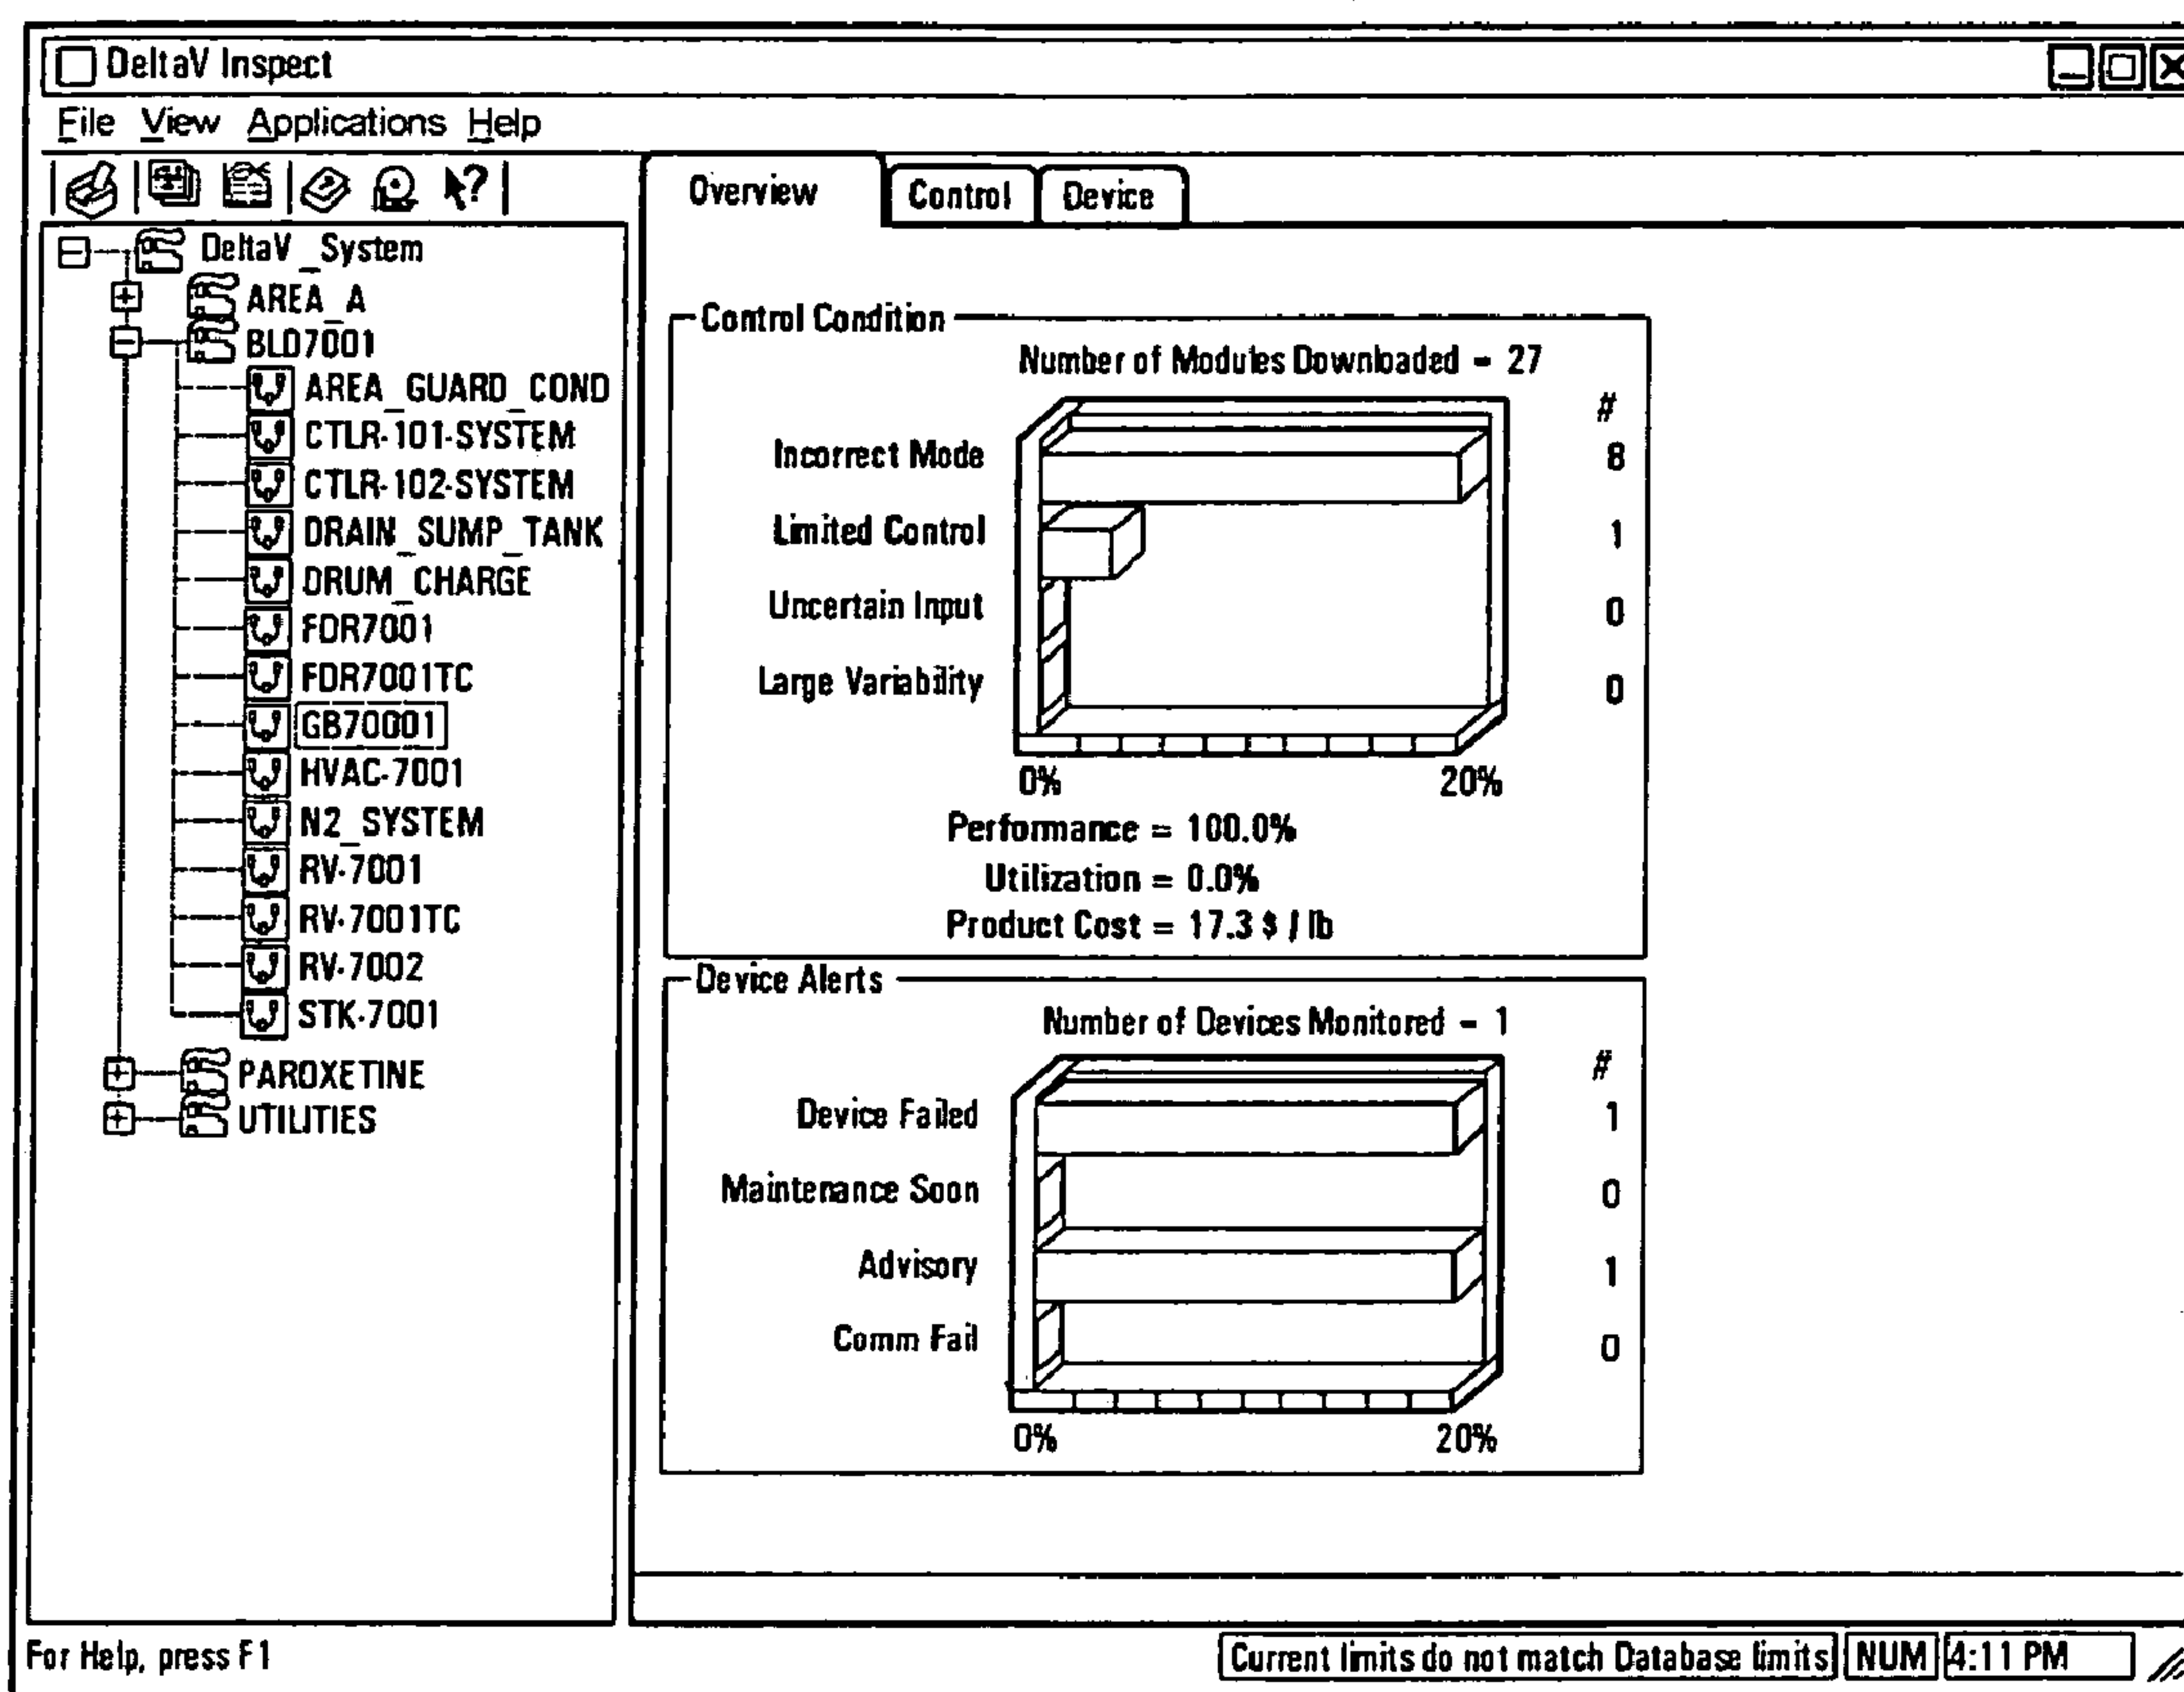 DeltaV Inspect
File View Applications Help
Overview Control Device
DeltaV_System
AREA_A
BLD7001
AREA_GUARD_COND
CTLR-101-SYSTEM
CTLR-102-SYSTEM
DRAIN_SUMP_TANK
DRUM_CHARGE
FDR7001
FDR7001TC
GB70001
HVAC-7001
N2_SYSTEM
RV-7001
RV-7001TC
RV-7002
STK-7001
PAROXETINE
UTILITIES
Control Condition
Number of Modules Downloaded = 27
#
Incorrect Mode 8
Limited Control 1
Uncertain Input 0
Large Variability 0
0% 20%
Performance = 100.0%
Utilization = 0.0%
Product Cost = 17.3 $ / lb
Device Alerts
Number of Devices Monitored = 1
#
Device Failed 1
Maintenance Soon 0
Advisory 1
Comm Fail 0
0% 20%
For Help, press F1 Current limits do not match Database limits NUM 4:11 PM